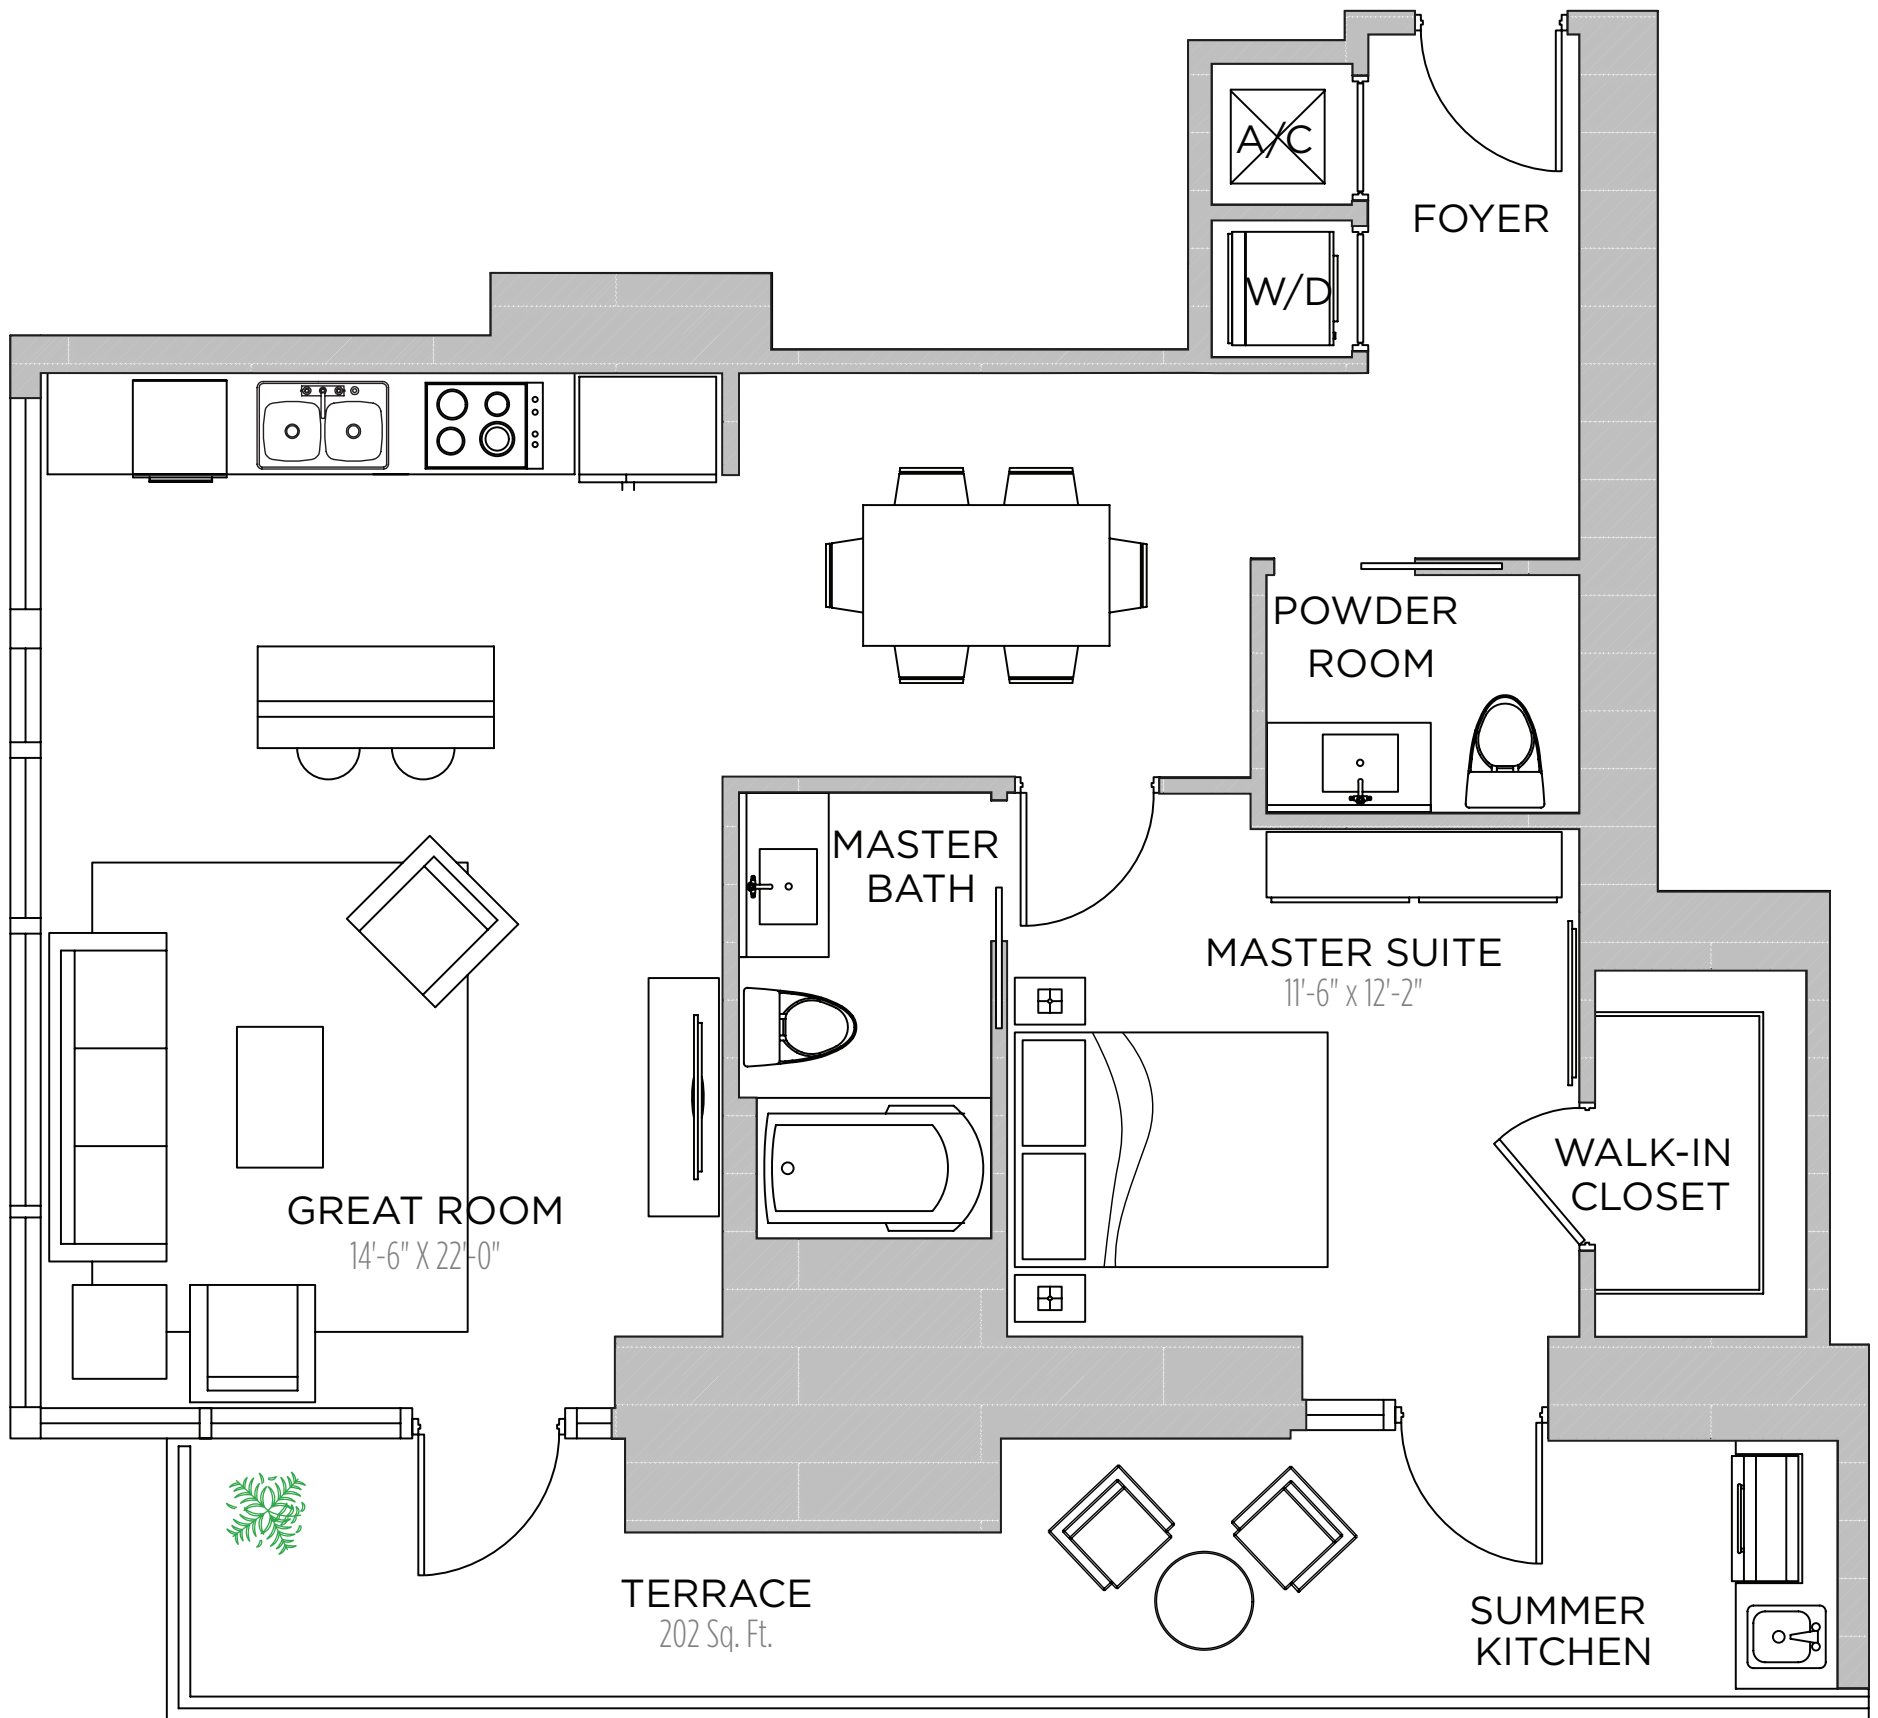 A/C
FOYER
W/D
POWDER
ROOM
MASTER
BATH
MASTER SUITE
11'-6" x 12'-2"
WALK-IN
CLOSET
GREAT ROOM
14'-6" X 22'-0"
TERRACE
202 Sq. Ft.
SUMMER
KITCHEN